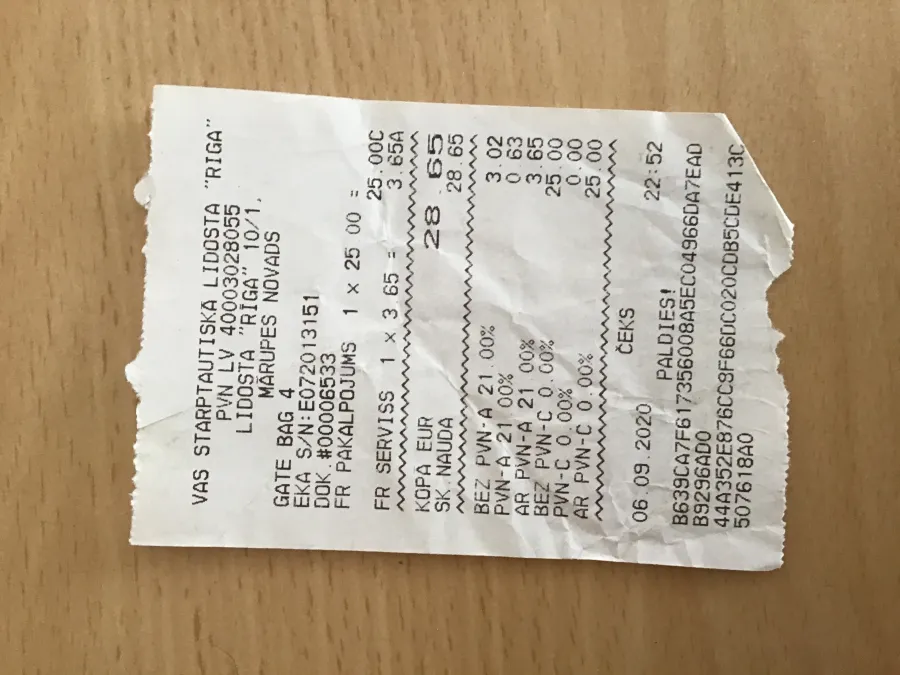 VAS STARPTAUTISKĀ LIDOSTA "RĪGA"
PVN LV 40003028055
LIDOSTA "RĪGA" 10/1,
MĀRUPES NOVADS
GATE BAG 4
EKA S/N:E072013151
DOK.#00006533
FR PAKALPOJUMS 1 x 25 00 =
25.00C
FR SERVISS 1 x 3.65 = 3.65A
KOPĀ EUR 28.65
SK.NAUDA 28.65
BEZ PVN-A 21.00% 3.02
PVN-A 21.00% 0.63
AR PVN-A 21.00% 3.65
BEZ PVN-C 0.00% 25.00
PVN-C 0.00% 0.00
AR PVN-C 0.00% 25.00
ČEKS
06.09.2020 22:52
PALDIES!
B639CA7F617356008A5EC04966DA7EAD
B9296AD0
44A352E876CC8F66DC020CDB5CDE413C
507618A0